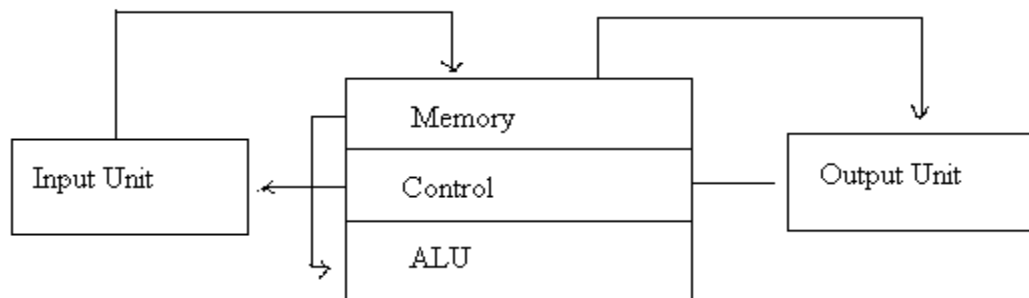 Memory
Input Unit
Control
Output Unit
ALU